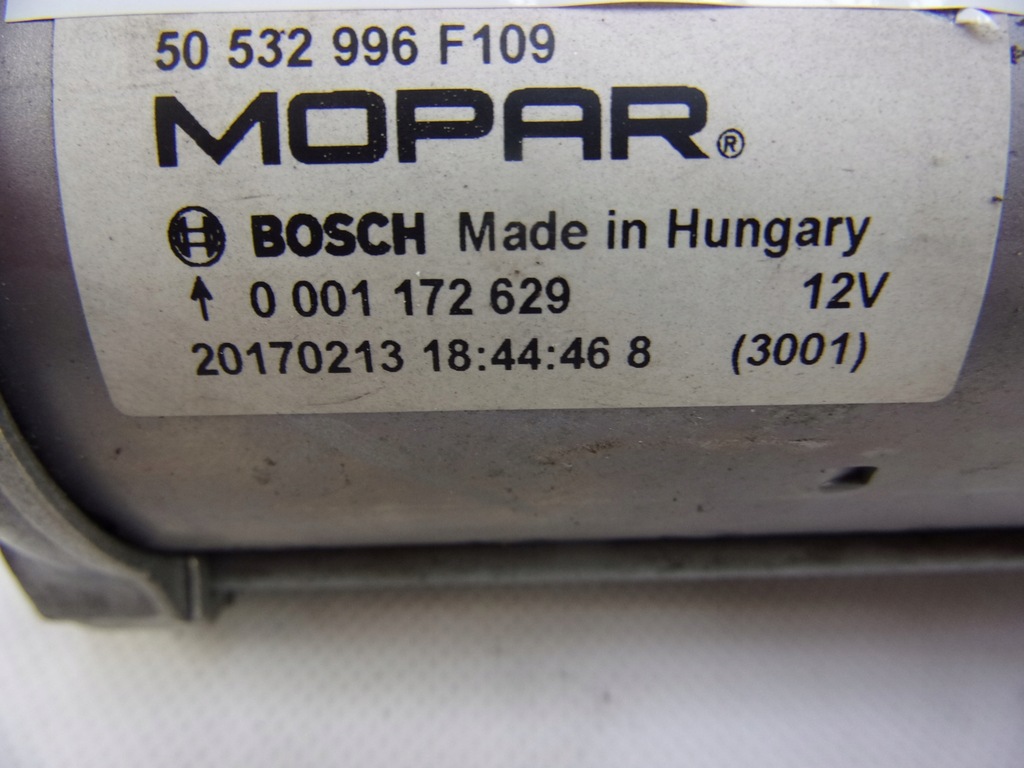 50 532 996 F109
MOPAR®
BOSCH Made in Hungary
↑ 0 001 172 629 12V
20170213 18:44:46 8 (3001)